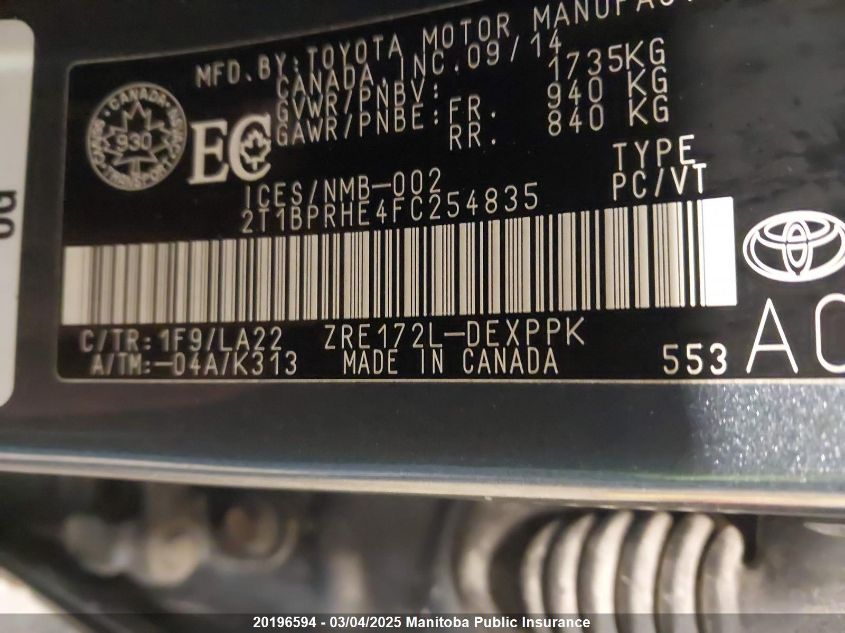 MFD. BY: TOYOTA MOTOR
CANADA, INC. 09/14
GVWR/PNBV: 1735KG
GAWR/PNBE: FR. 940 KG
RR. 840 KG
CANADA
930
TRANSPORT
EC
ICES/NMB-002
TYPE
2T1BPRHE4FC254835
PC/VT
C/TR: 1F9/LA22 ZRE172L-DEXPPK
A/TM:-04A/K313 MADE IN CANADA
553
20196594 - 03/04/2025 Manitoba Public Insurance